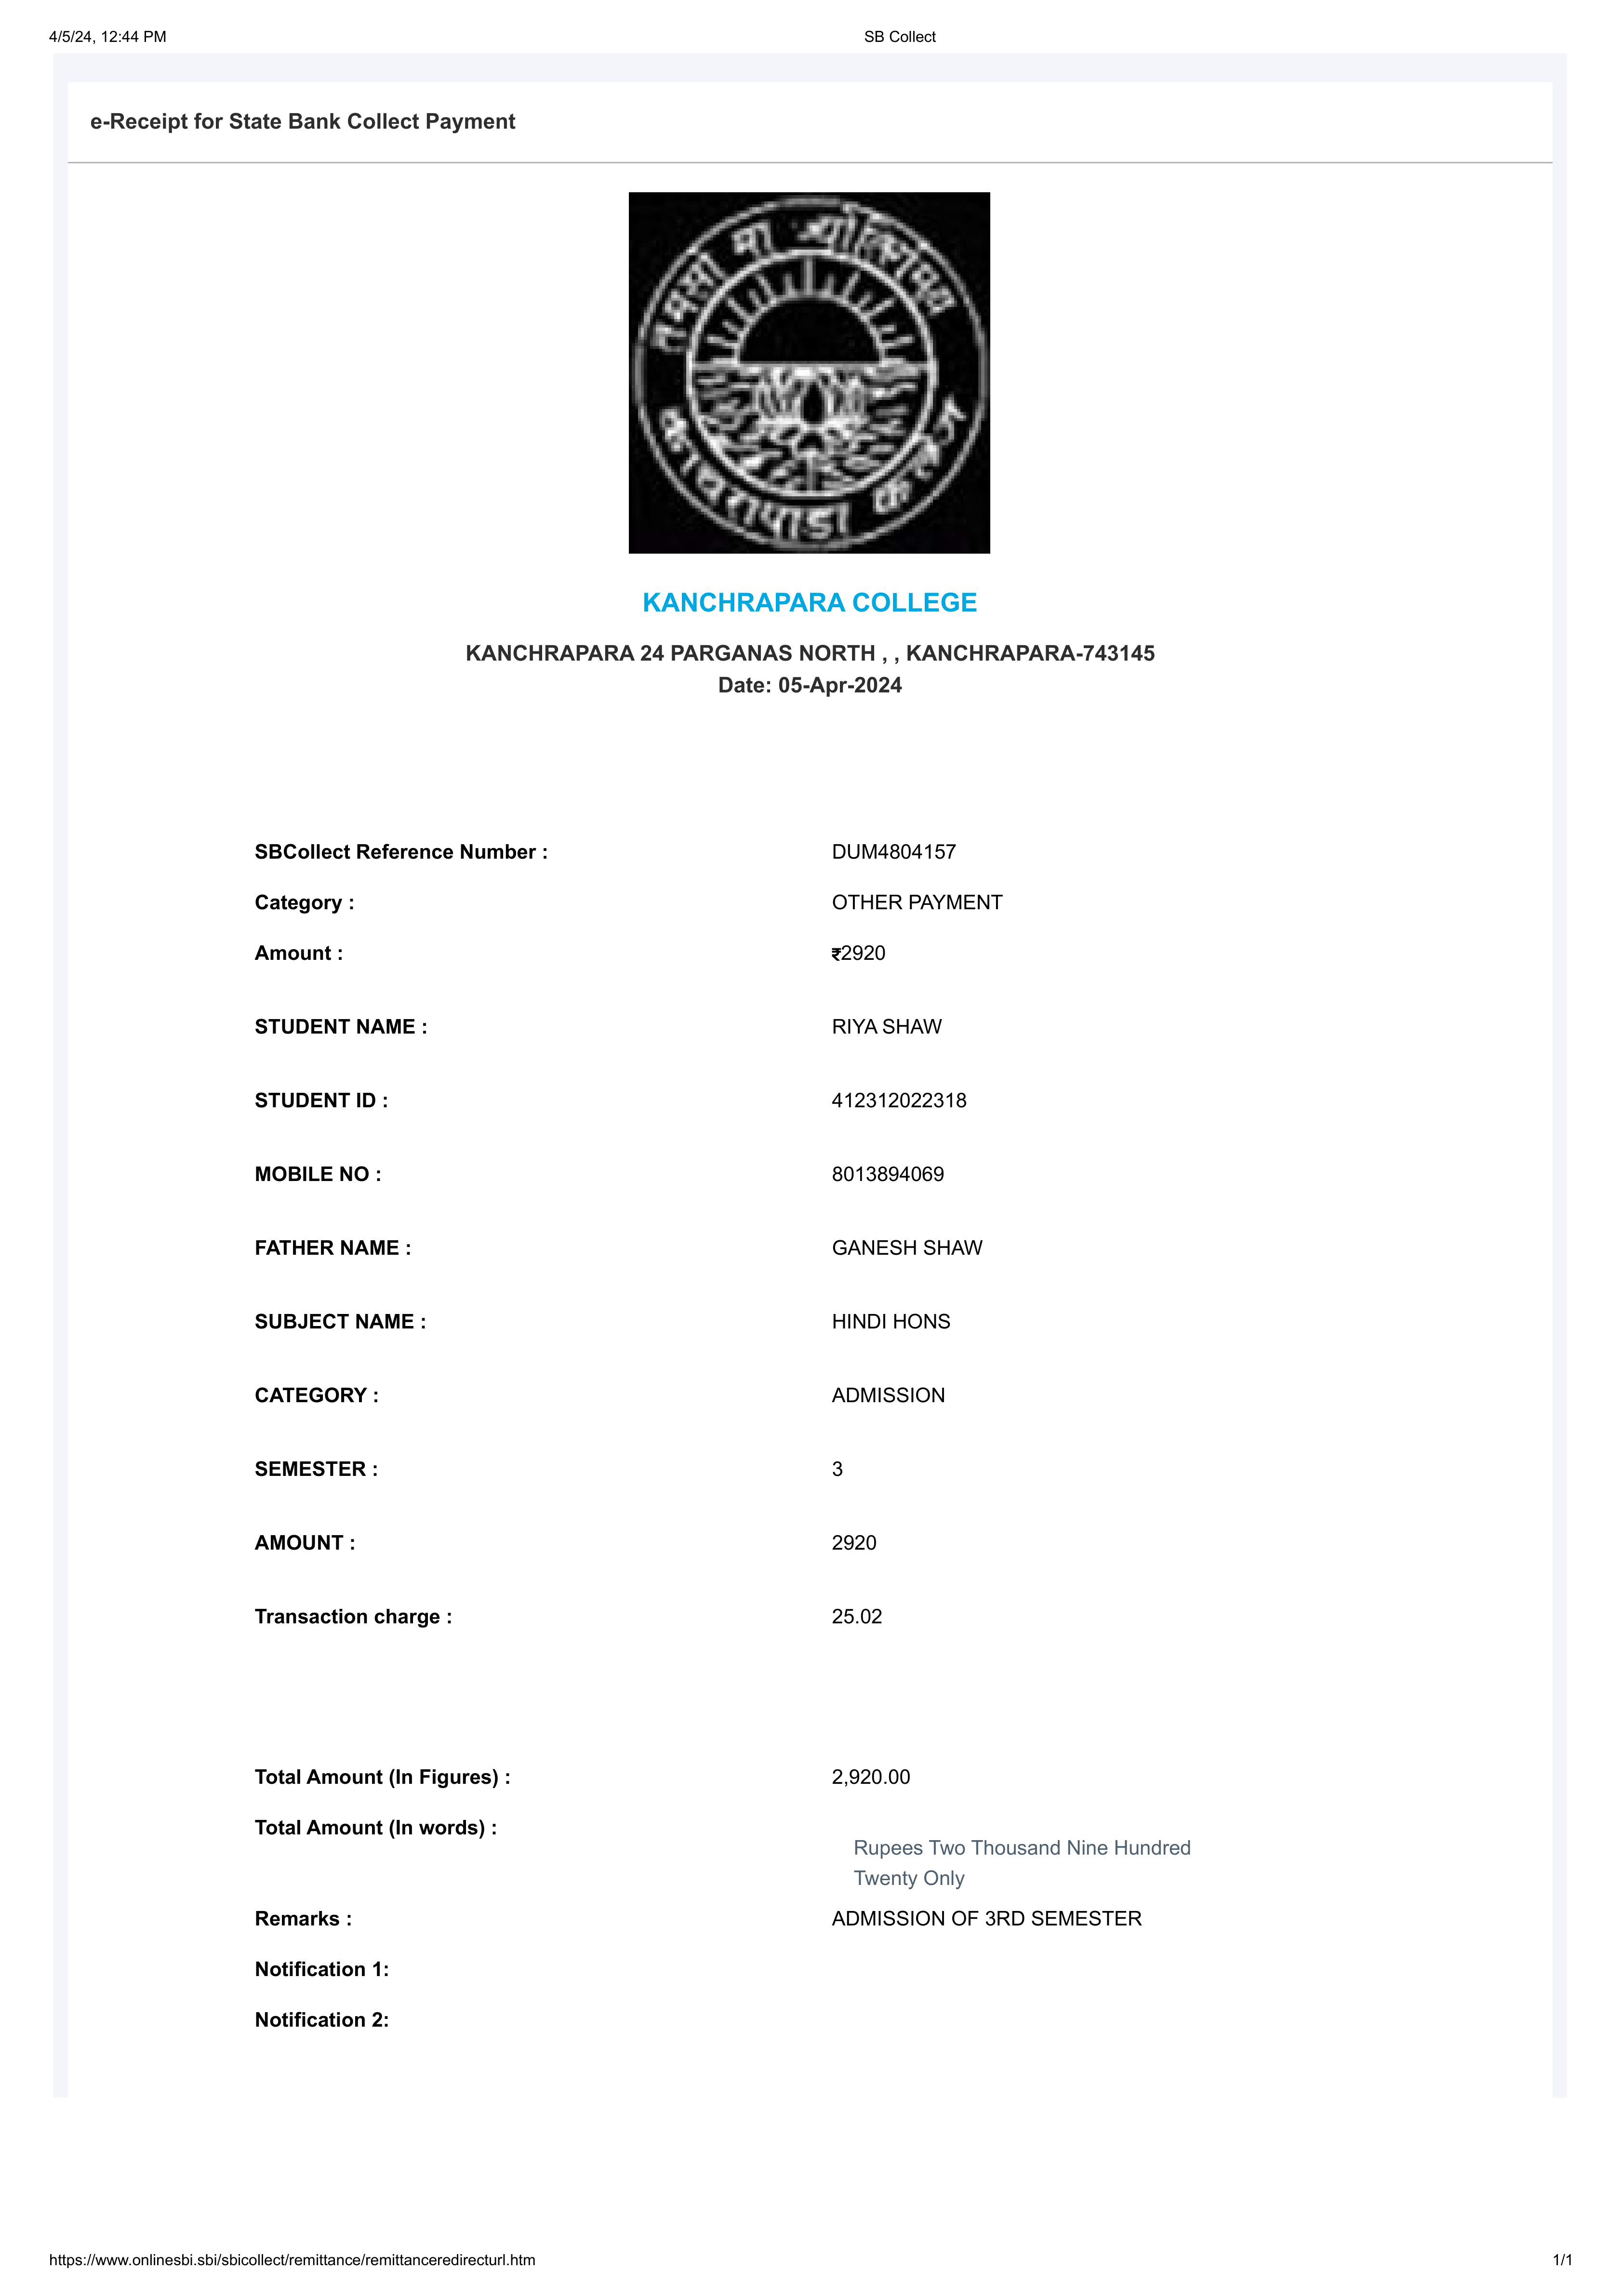 4/5/24, 12:44 PM SB Collect
e-Receipt for State Bank Collect Payment
KANCHRAPARA COLLEGE
KANCHRAPARA 24 PARGANAS NORTH , , KANCHRAPARA-743145
Date: 05-Apr-2024
SBCollect Reference Number : DUM4804157
Category : OTHER PAYMENT
Amount : ₹2920
STUDENT NAME : RIYA SHAW
STUDENT ID : 412312022318
MOBILE NO : 8013894069
FATHER NAME : GANESH SHAW
SUBJECT NAME : HINDI HONS
CATEGORY : ADMISSION
SEMESTER : 3
AMOUNT : 2920
Transaction charge : 25.02
Total Amount (In Figures) : 2,920.00
Total Amount (In words) :
Rupees Two Thousand Nine Hundred
Twenty Only
Remarks : ADMISSION OF 3RD SEMESTER
Notification 1:
Notification 2:
https://www.onlinesbi.sbi/sbicollect/remittance/remittanceredirecturl.htm 1/1